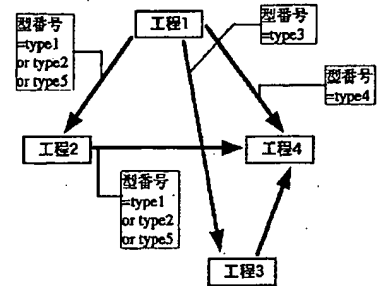 型番号
=type1
or type2
or type5
工程1
型番号
=type3
型番号
=type4
工程2
工程4
型番号
=type1
or type2
or type5
工程3